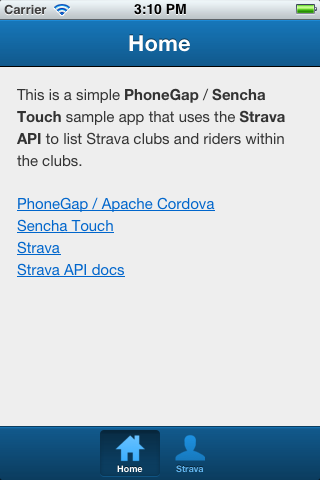 Carrier 3:10 PM
Home
This is a simple PhoneGap / Sencha
Touch sample app that uses the Strava
API to list Strava clubs and riders within
the clubs.
PhoneGap / Apache Cordova
Sencha Touch
Strava
Strava API docs
Home Strava